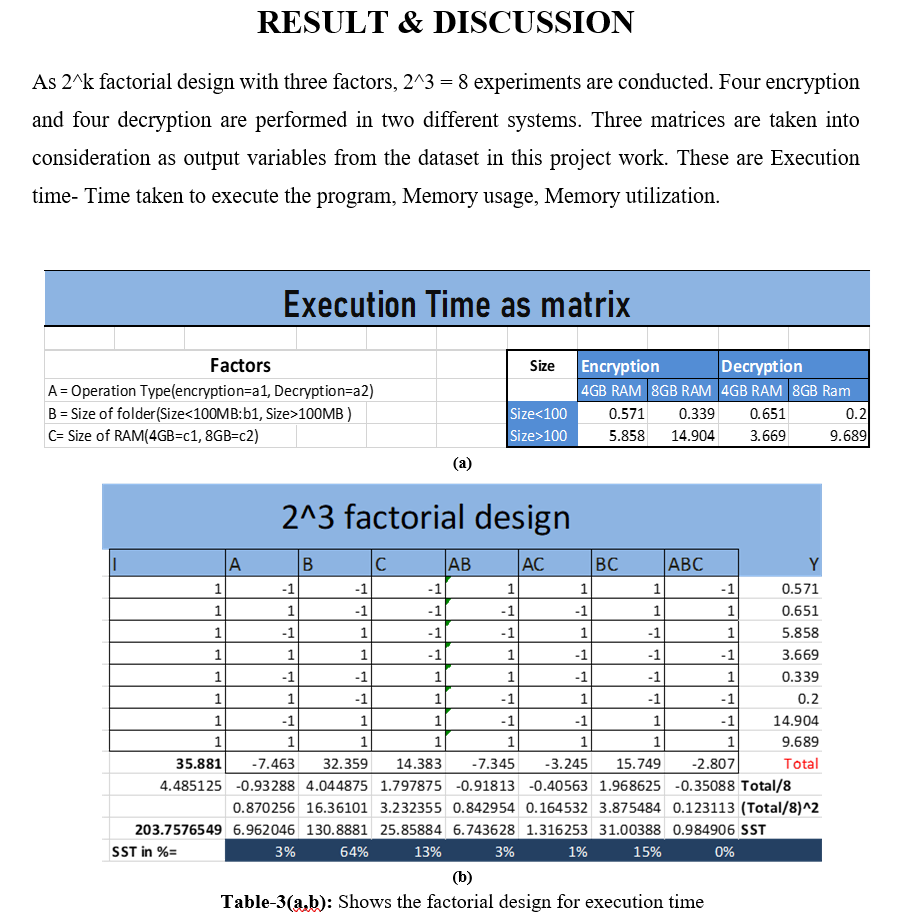 RESULT & DISCUSSION
As 2^k factorial design with three factors, 2^3 = 8 experiments are conducted. Four encryption
and four decryption are performed in two different systems. Three matrices are taken into
consideration as output variables from the dataset in this project work. These are Execution
time- Time taken to execute the program, Memory usage, Memory utilization.
Execution Time as matrix
Factors Size Encryption Decryption
A = Operation Type(encryption=a1, Decryption=a2) 4GB RAM 8GB RAM 4GB RAM 8GB Ram
B = Size of folder(Size<100MB:b1, Size>100MB ) Size<100 0.571 0.339 0.651 0.2
C= Size of RAM(4GB=c1, 8GB=c2) Size>100 5.858 14.904 3.669 9.689
(a)
2^3 factorial design
I A B C AB AC BC ABC Y
1 -1 -1 -1 1 1 1 -1 0.571
1 1 -1 -1 -1 -1 1 1 0.651
1 -1 1 -1 -1 1 -1 1 5.858
1 1 1 -1 1 -1 -1 -1 3.669
1 -1 -1 1 1 -1 -1 1 0.339
1 1 -1 1 -1 1 -1 -1 0.2
1 -1 1 1 -1 -1 1 -1 14.904
1 1 1 1 1 1 1 1 9.689
35.881 -7.463 32.359 14.383 -7.345 -3.245 15.749 -2.807 Total
4.485125 -0.93288 4.044875 1.797875 -0.91813 -0.40563 1.968625 -0.35088 Total/8
0.870256 16.36101 3.232355 0.842954 0.164532 3.875484 0.123113 (Total/8)^2
203.7576549 6.962046 130.8881 25.85884 6.743628 1.316253 31.00388 0.984906 SST
SST in %= 3% 64% 13% 3% 1% 15% 0%
(b)
Table-3(a,b): Shows the factorial design for execution time